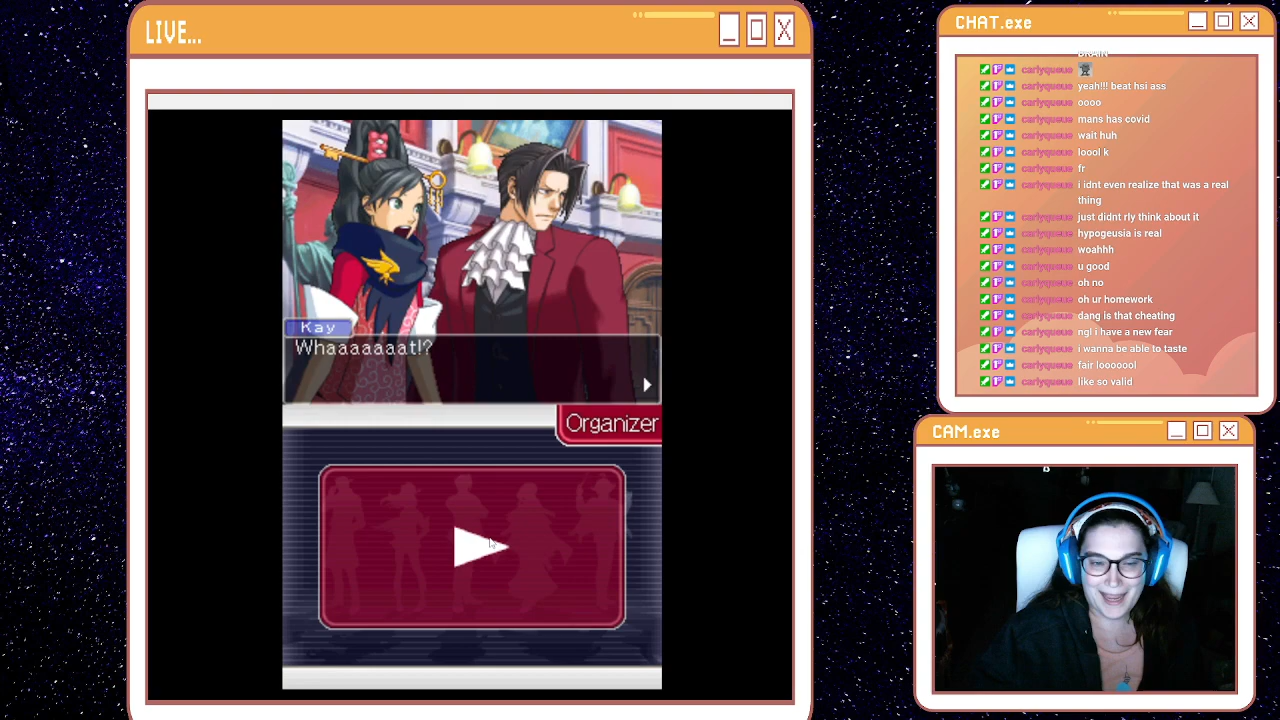 LIVE...
Kay
Whaaaaaaat!?
Organizer
CHAT.exe
carlyqueue
carlyqueue yeah!!! beat hsi ass
carlyqueue oooo
carlyqueue mans has covid
carlyqueue wait huh
carlyqueue loool k
carlyqueue fr
carlyqueue i idnt even realize that was a real
thing
carlyqueue just didnt rly think about it
carlyqueue hypogeusia is real
carlyqueue woahhh
carlyqueue u good
carlyqueue oh no
carlyqueue oh ur homework
carlyqueue dang is that cheating
carlyqueue ngl i have a new fear
carlyqueue i wanna be able to taste
carlyqueue fair looooool
carlyqueue like so valid
CAM.exe